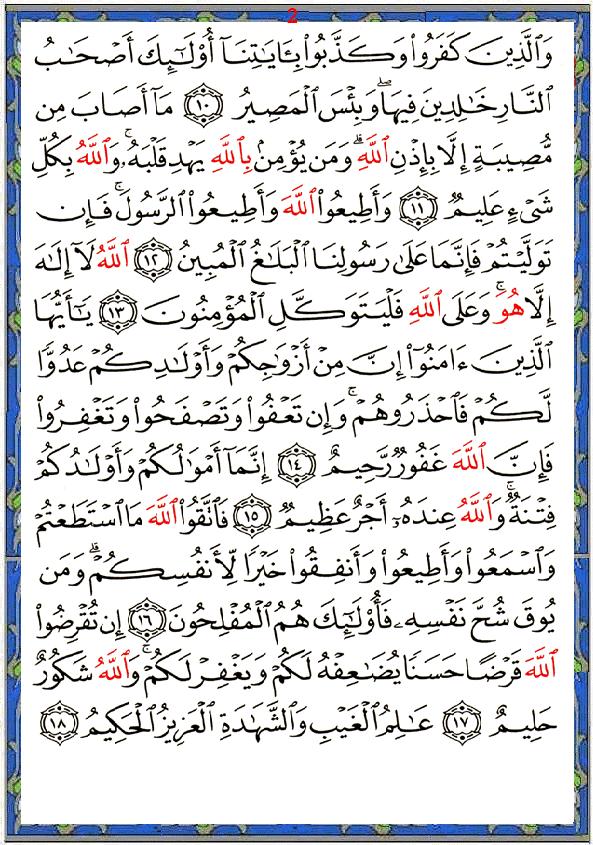 2
وَٱلَّذِينَ كَفَرُوا۟ وَكَذَّبُوا۟ بِـَٔايَـٰتِنَآ أُو۟لَـٰٓئِكَ أَصْحَـٰبُ
ٱلنَّارِ خَـٰلِدِينَ فِيهَا ۖ وَبِئْسَ ٱلْمَصِيرُ ١٠ مَآ أَصَابَ مِن
مُّصِيبَةٍ إِلَّا بِإِذْنِ ٱللَّهِ ۗ وَمَن يُؤْمِنۢ بِٱللَّهِ يَهْدِ قَلْبَهُۥ ۚ وَٱللَّهُ بِكُلِّ
شَىْءٍ عَلِيمٌ ١١ وَأَطِيعُوا۟ ٱللَّهَ وَأَطِيعُوا۟ ٱلرَّسُولَ ۚ فَإِن
تَوَلَّيْتُمْ فَإِنَّمَا عَلَىٰ رَسُولِنَا ٱلْبَلَـٰغُ ٱلْمُبِينُ ١٢ ٱللَّهُ لَآ إِلَـٰهَ
إِلَّا هُوَ ۚ وَعَلَى ٱللَّهِ فَلْيَتَوَكَّلِ ٱلْمُؤْمِنُونَ ١٣ يَـٰٓأَيُّهَا
ٱلَّذِينَ ءَامَنُوٓا۟ إِنَّ مِنْ أَزْوَٰجِكُمْ وَأَوْلَـٰدِكُمْ عَدُوًّا
لَّكُمْ فَٱحْذَرُوهُمْ ۚ وَإِن تَعْفُوا۟ وَتَصْفَحُوا۟ وَتَغْفِرُوا۟
فَإِنَّ ٱللَّهَ غَفُورٌ رَّحِيمٌ ١٤ إِنَّمَآ أَمْوَٰلُكُمْ وَأَوْلَـٰدُكُمْ
فِتْنَةٌ ۚ وَٱللَّهُ عِندَهُۥٓ أَجْرٌ عَظِيمٌ ١٥ فَٱتَّقُوا۟ ٱللَّهَ مَا ٱسْتَطَعْتُمْ
وَٱسْمَعُوا۟ وَأَطِيعُوا۟ وَأَنفِقُوا۟ خَيْرًا لِّأَنفُسِكُمْ ۗ وَمَن
يُوقَ شُحَّ نَفْسِهِۦ فَأُو۟لَـٰٓئِكَ هُمُ ٱلْمُفْلِحُونَ ١٦ إِن تُقْرِضُوا۟
ٱللَّهَ قَرْضًا حَسَنًا يُضَـٰعِفْهُ لَكُمْ وَيَغْفِرْ لَكُمْ ۚ وَٱللَّهُ شَكُورٌ
حَلِيمٌ ١٧ عَـٰلِمُ ٱلْغَيْبِ وَٱلشَّهَـٰدَةِ ٱلْعَزِيزُ ٱلْحَكِيمُ ١٨